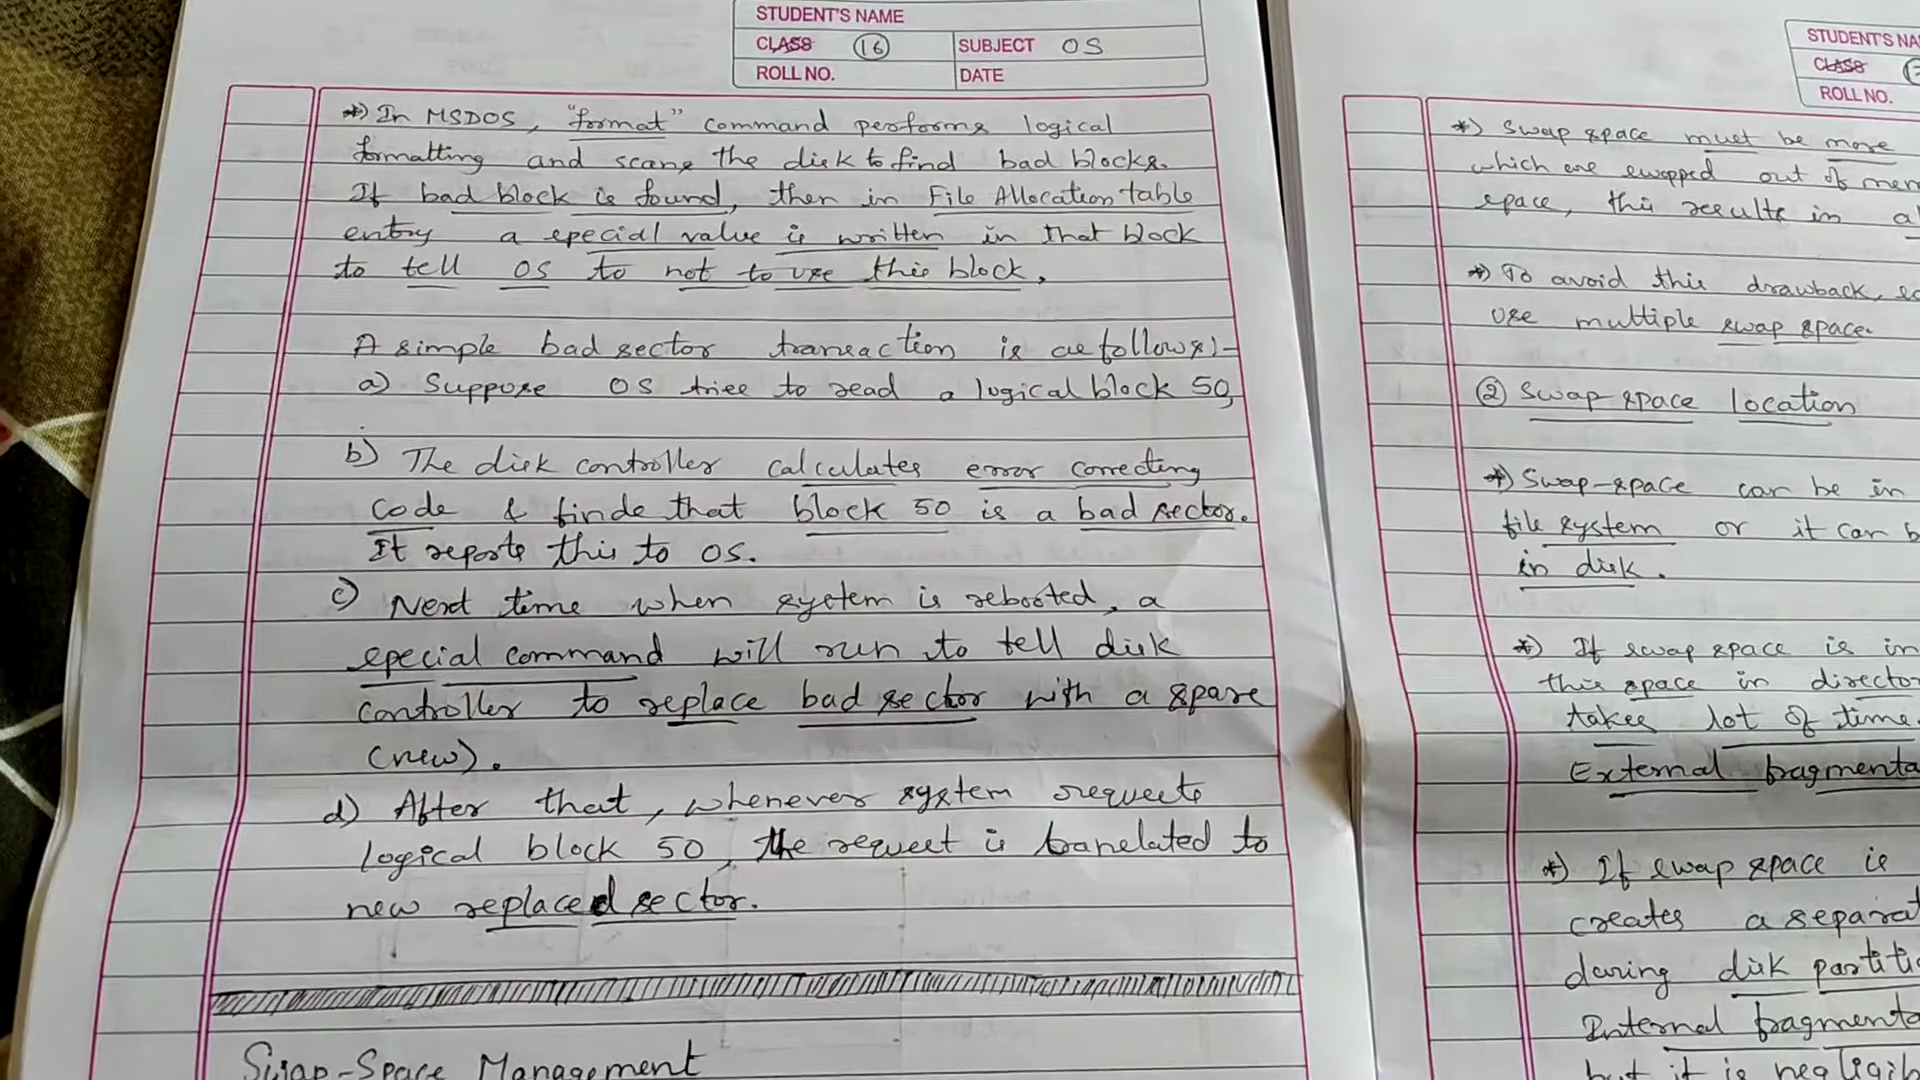 STUDENT'S NAME
CLASS 16 SUBJECT OS
ROLL NO. DATE
*) In MSDOS, "format" command performs logical
formatting and scans the disk to find bad blocks.
If bad block is found, then in File Allocation table
entry a special value is written in that block
to tell OS to not to use this block.
A simple bad sector transaction is as follows:-
a) Suppose OS tries to read a logical block 50,
b) The disk controller calculates error correcting
code & finds that block 50 is a bad sector.
It reports this to OS.
c) Next time when system is rebooted, a
special command will run to tell disk
controller to replace bad sector with a spare
(new).
d) After that, whenever system requests
logical block 50, the request is translated to
new replaced sector.
Swap-Space Management
STUDENT'S NA
CLASS
ROLL NO.
*) Swap space must be more
which are swapped out of mem
space, this results in a
*) To avoid this drawback,
use multiple swap space.
② Swap space location
*) Swap-space can be in
file system or it can b
in disk.
*) If swap space is in
this space in director
takes lot of time.
External fragmenta
*) If swap space is
creates a separat
during disk partiti
Internal fragmenta
but it is negligib